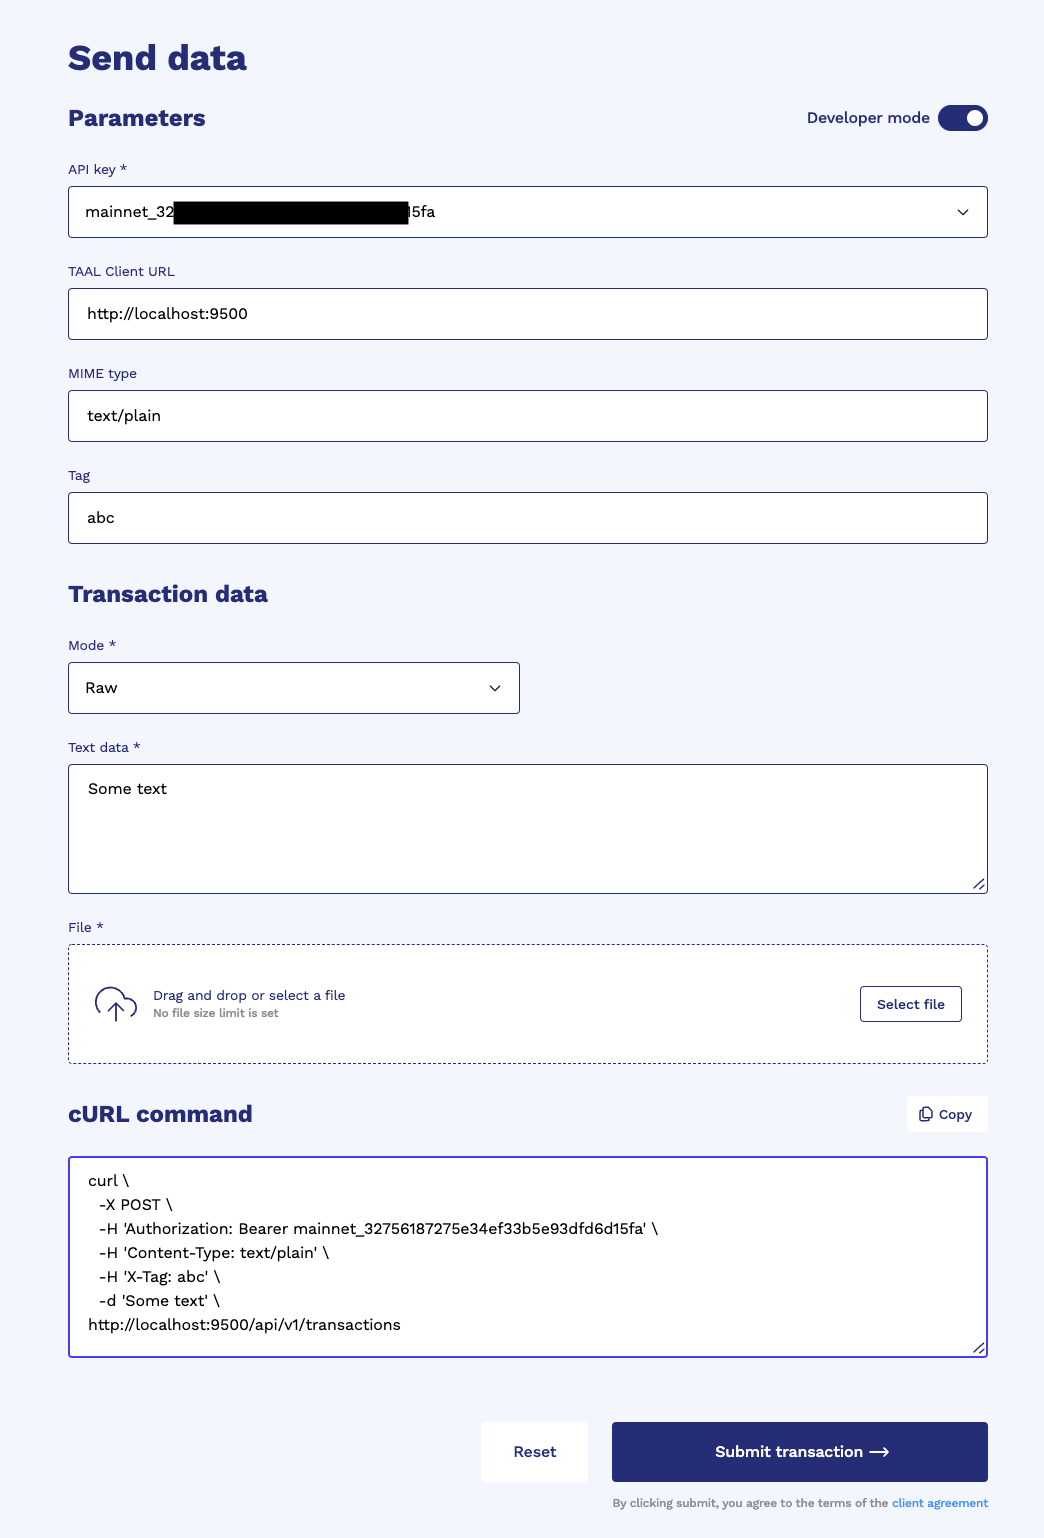 Send data
Parameters
Developer mode
API key *
mainnet_32 15fa
TAAL Client URL
http://localhost:9500
MIME type
text/plain
Tag
abc
Transaction data
Mode *
Raw
Text data *
Some text
File *
Drag and drop or select a file
No file size limit is set
Select file
cURL command
Copy
curl \
-X POST \
-H 'Authorization: Bearer mainnet_32756187275e34ef33b5e93dfd6d15fa' \
-H 'Content-Type: text/plain' \
-H 'X-Tag: abc' \
-d 'Some text' \
http://localhost:9500/api/v1/transactions
Reset
Submit transaction →
By clicking submit, you agree to the terms of the client agreement